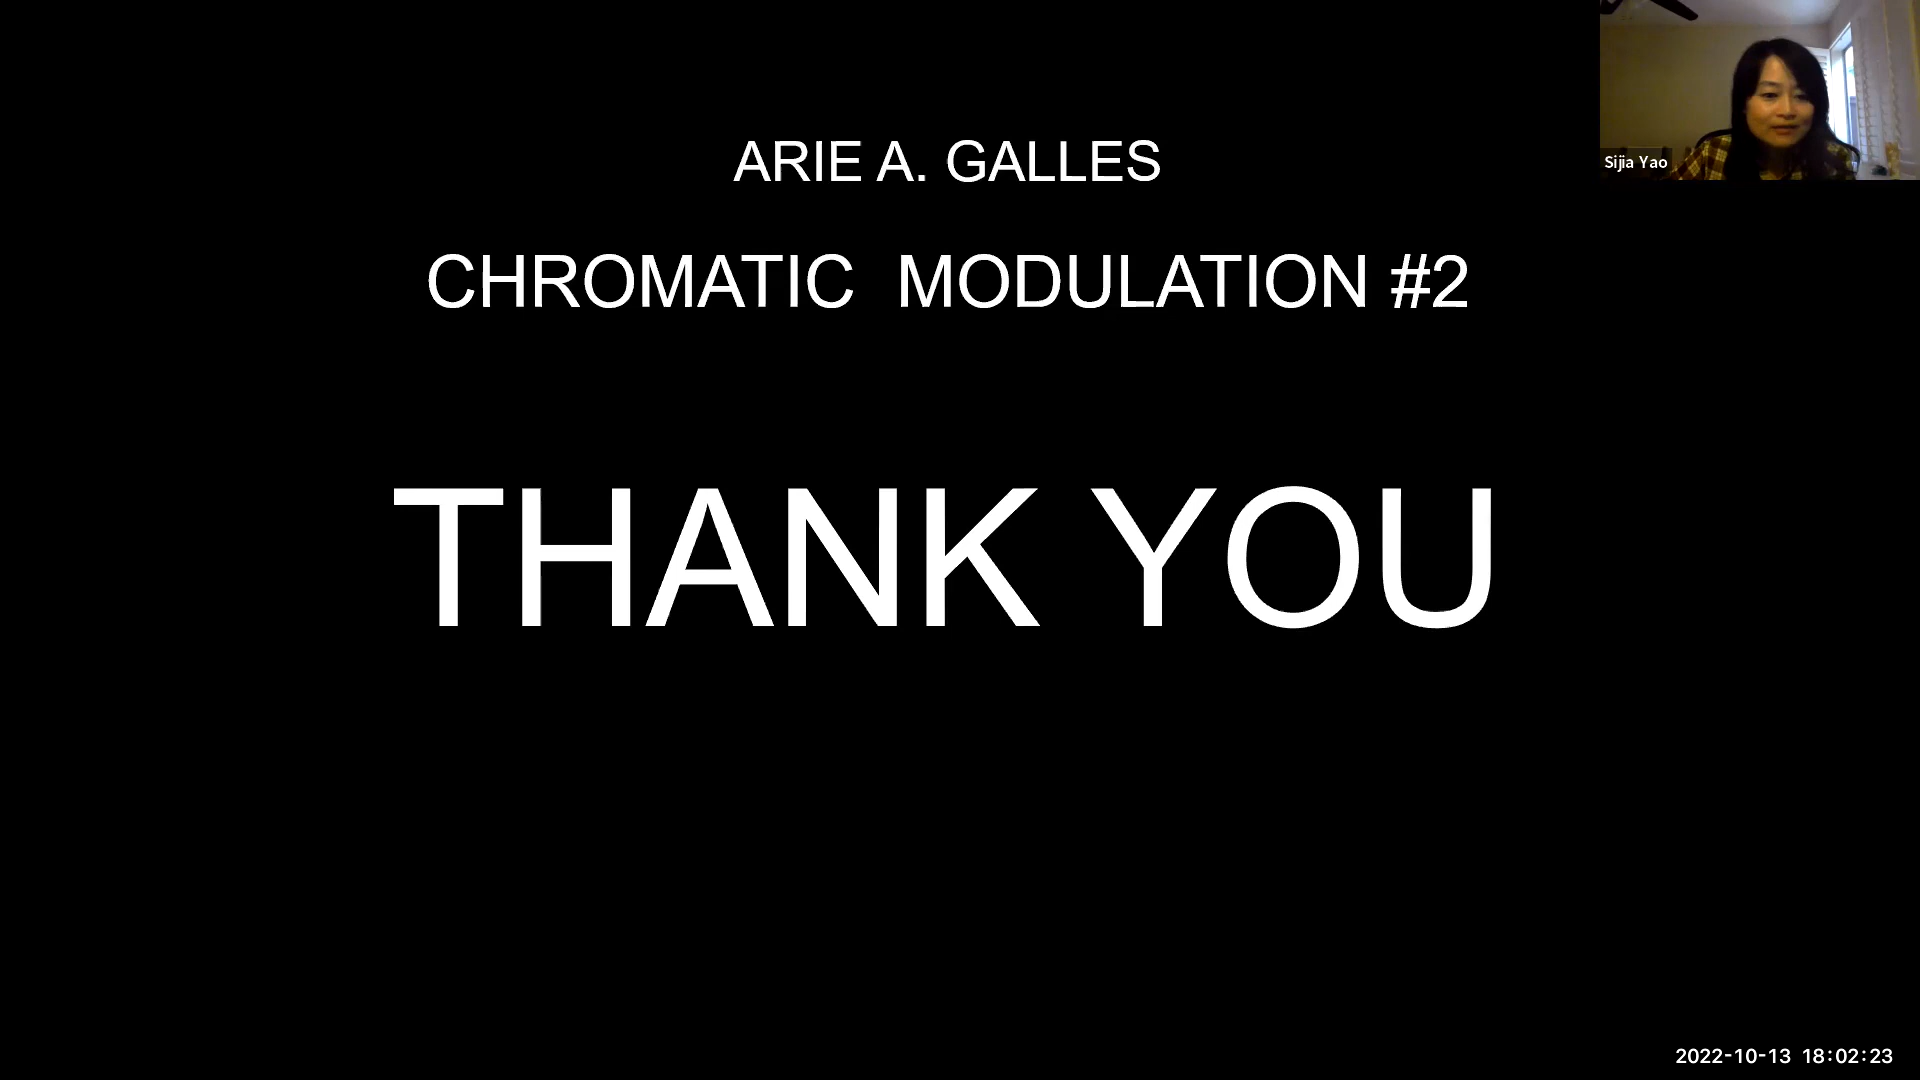 ARIE A. GALLES
CHROMATIC  MODULATION #2
THANK YOU
Sijia Yao
2022-10-13 18:02:23